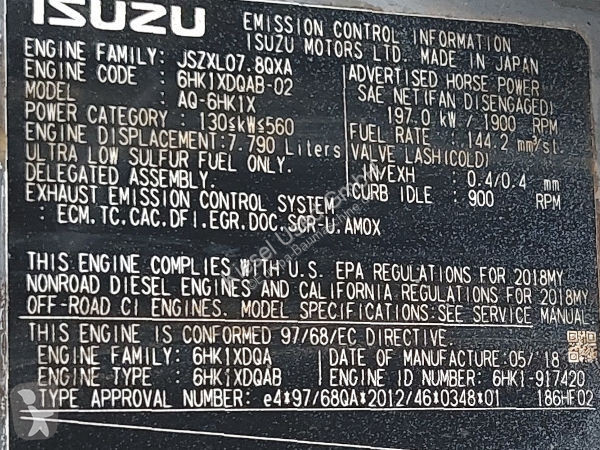 ISUZU
EMISSION CONTROL INFORMATION
ISUZU MOTORS LTD. MADE IN JAPAN
ENGINE FAMILY: JSZXL07.8QXA
ENGINE CODE : 6HK1XDQAB-02
MODEL : AQ-6HK1X
POWER CATEGORY : 130≤kW≤560
ENGINE DISPLACEMENT:7.790 Liters
ULTRA LOW SULFUR FUEL ONLY.
DELEGATED ASSEMBLY.
EXHAUST EMISSION CONTROL SYSTEM
: ECM.TC.CAC.DFI.EGR.DOC.SCR-U.AMOX
ADVERTISED HORSE POWER
SAE NET(FAN DISENGAGED)
197.0 kW / 1900 RPM
FUEL RATE : 144.2 mm³/st.
VALVE LASH(COLD)
IN/EXH : 0.4/0.4 mm
CURB IDLE : 900 RPM
THIS ENGINE COMPLIES WITH U.S. EPA REGULATIONS FOR 2018MY
NONROAD DIESEL ENGINES AND CALIFORNIA REGULATIONS FOR 2018MY
OFF-ROAD CI ENGINES. MODEL SPECIFICATIONS:SEE SERVICE MANUAL.
THIS ENGINE IS CONFORMED 97/68/EC DIRECTIVE.
ENGINE FAMILY : 6HK1XDQA
DATE OF MANUFACTURE:05/'18
ENGINE TYPE : 6HK1XDQAB
ENGINE ID NUMBER: 6HK1-917420
TYPE APPROVAL NUMBER: e4*97/68QA*2012/46*0348*01
186HF02